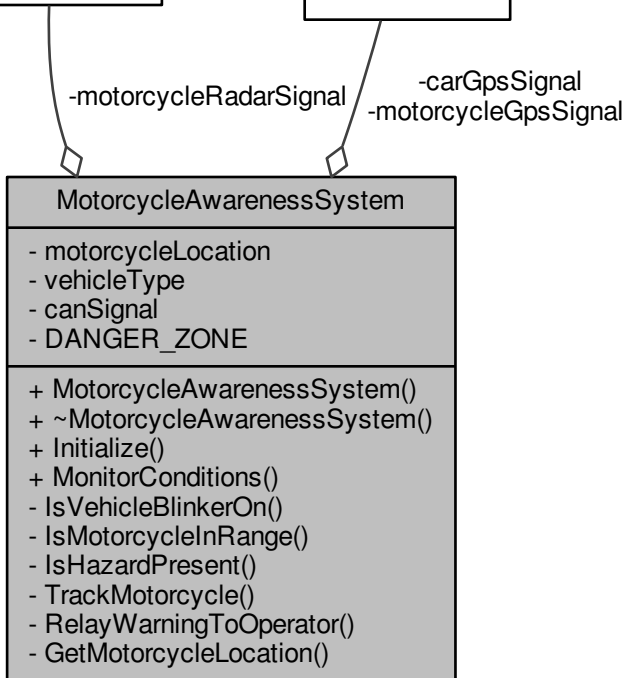 -motorcycleRadarSignal
-carGpsSignal
-motorcycleGpsSignal
MotorcycleAwarenessSystem
- motorcycleLocation
- vehicleType
- canSignal
- DANGER_ZONE
+ MotorcycleAwarenessSystem()
+ ~MotorcycleAwarenessSystem()
+ Initialize()
+ MonitorConditions()
- IsVehicleBlinkerOn()
- IsMotorcycleInRange()
- IsHazardPresent()
- TrackMotorcycle()
- RelayWarningToOperator()
- GetMotorcycleLocation()